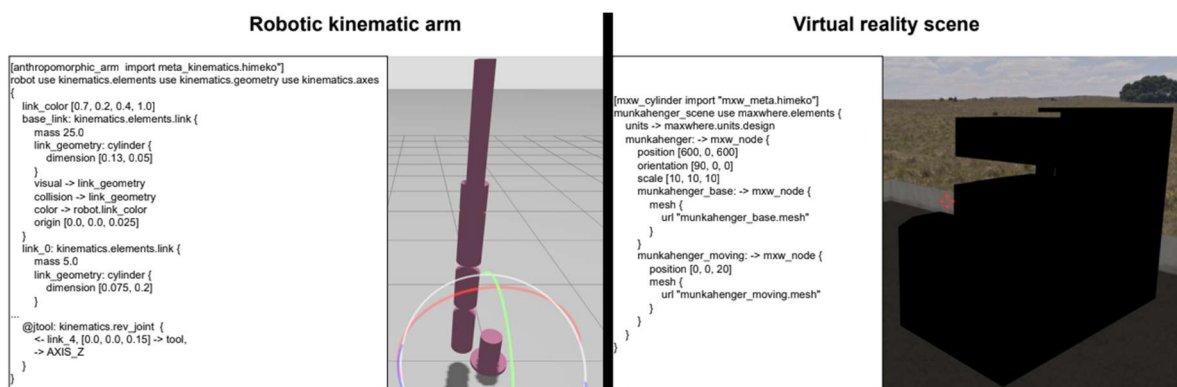 Robotic kinematic arm
[anthropomorphic_arm  import meta_kinematics.himeko"]
robot use kinematics.elements use kinematics.geometry use kinematics.axes
{
link_color [0.7, 0.2, 0.4, 1.0]
base_link: kinematics.elements.link {
mass 25.0
link_geometry: cylinder {
dimension [0.13, 0.05]
}
visual -> link_geometry
collision -> link_geometry
color -> robot.link_color
origin [0.0, 0.0, 0.025]
}
link_0: kinematics.elements.link {
mass 5.0
link_geometry: cylinder {
dimension [0.075, 0.2]
}
...
@jtool: kinematics.rev_joint  {
<- link_4, [0.0, 0.0, 0.15] -> tool,
-> AXIS_Z
}
}
Virtual reality scene
[mxw_cylinder import "mxw_meta.himeko"]
munkahenger_scene use maxwhere.elements {
units -> maxwhere.units.design
munkahenger: -> mxw_node {
position [600, 0, 600]
orientation [90, 0, 0]
scale [10, 10, 10]
munkahenger_base: -> mxw_node {
mesh {
url "munkahenger_base.mesh"
}
}
munkahenger_moving: -> mxw_node {
position [0, 0, 20]
mesh {
url "munkahenger_moving.mesh"
}
}
}
}